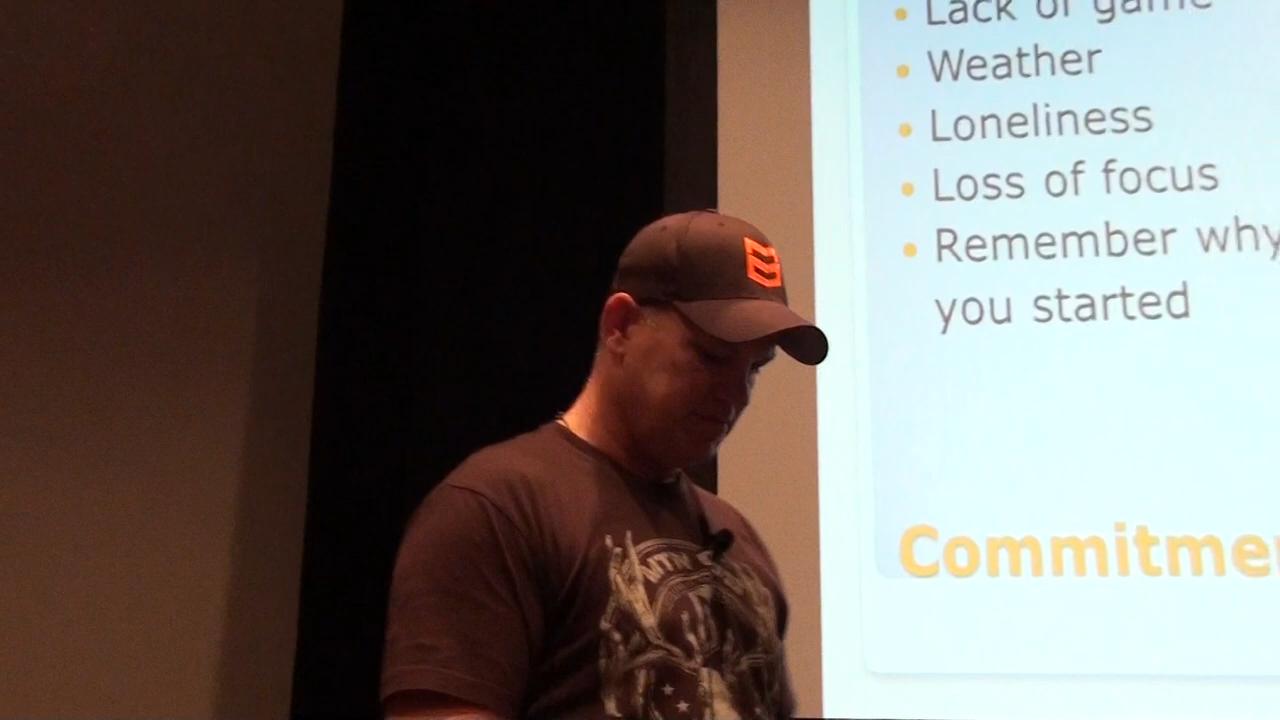 Lack of game
Weather
Loneliness
Loss of focus
Remember why
you started
Commitme